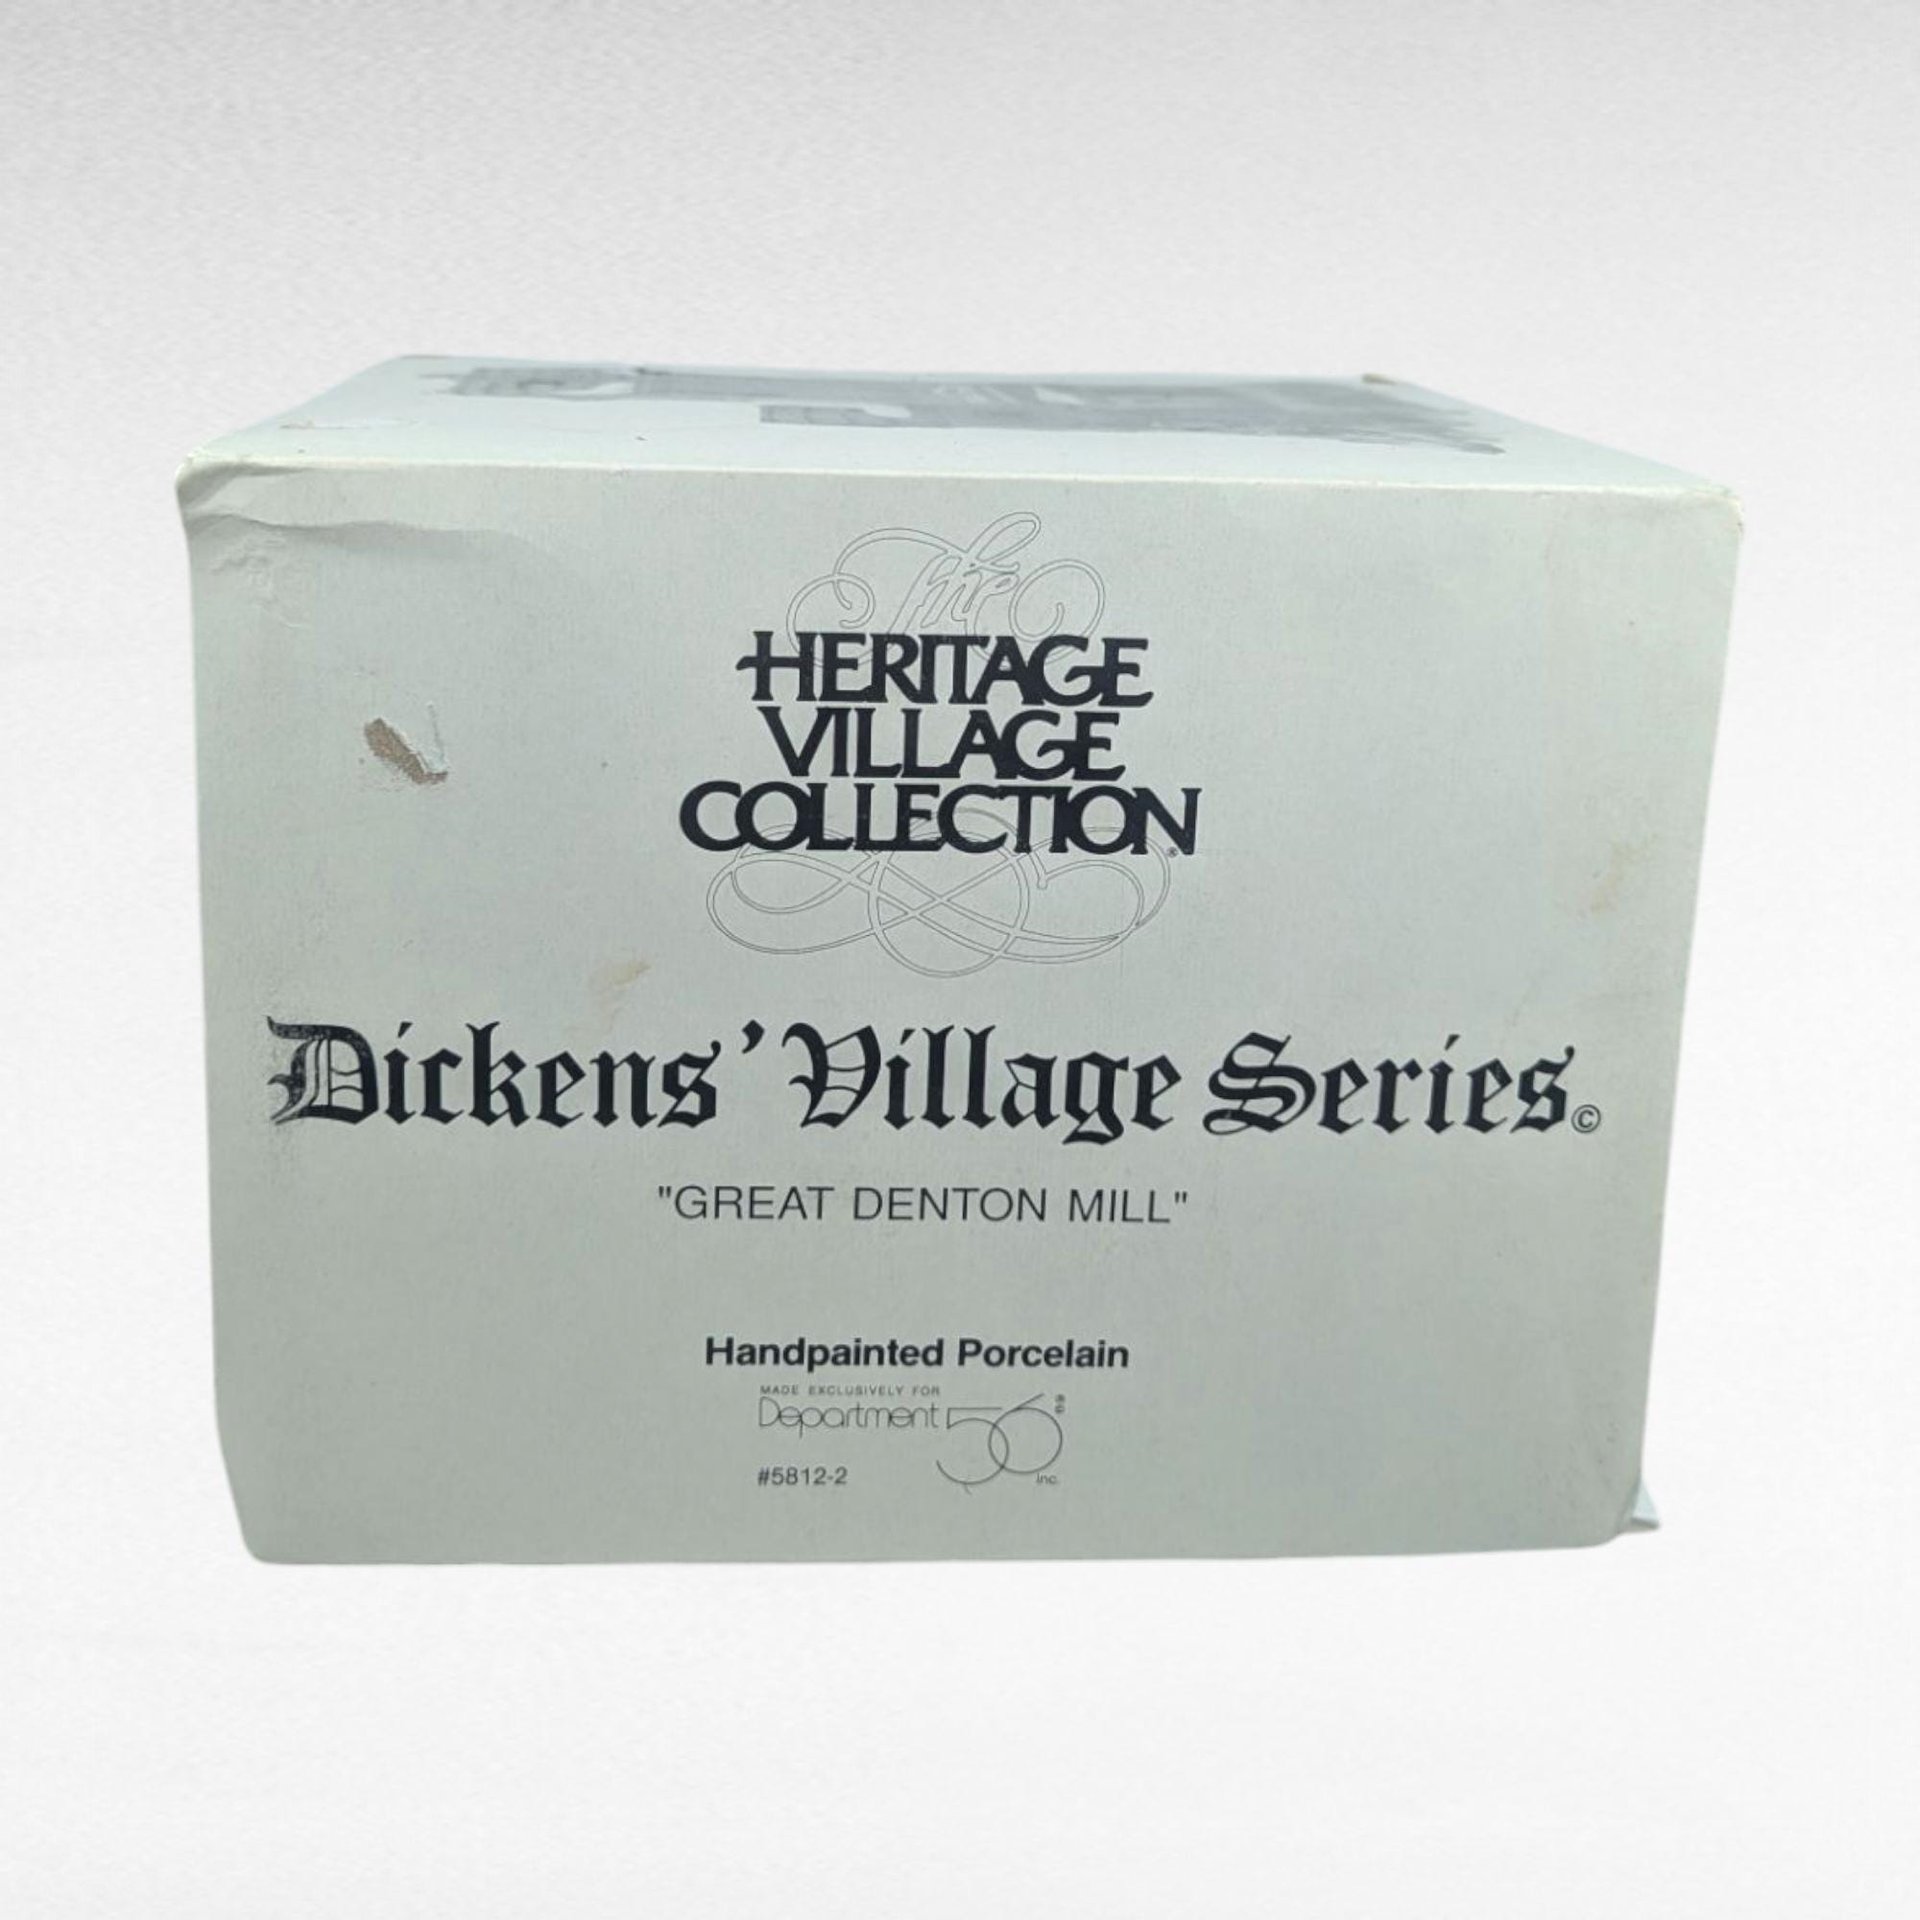 The
HERITAGE
VILLAGE
COLLECTION®
Dickens' Village Series©
"GREAT DENTON MILL"
Handpainted Porcelain
MADE EXCLUSIVELY FOR
Department 56® inc.
#5812-2